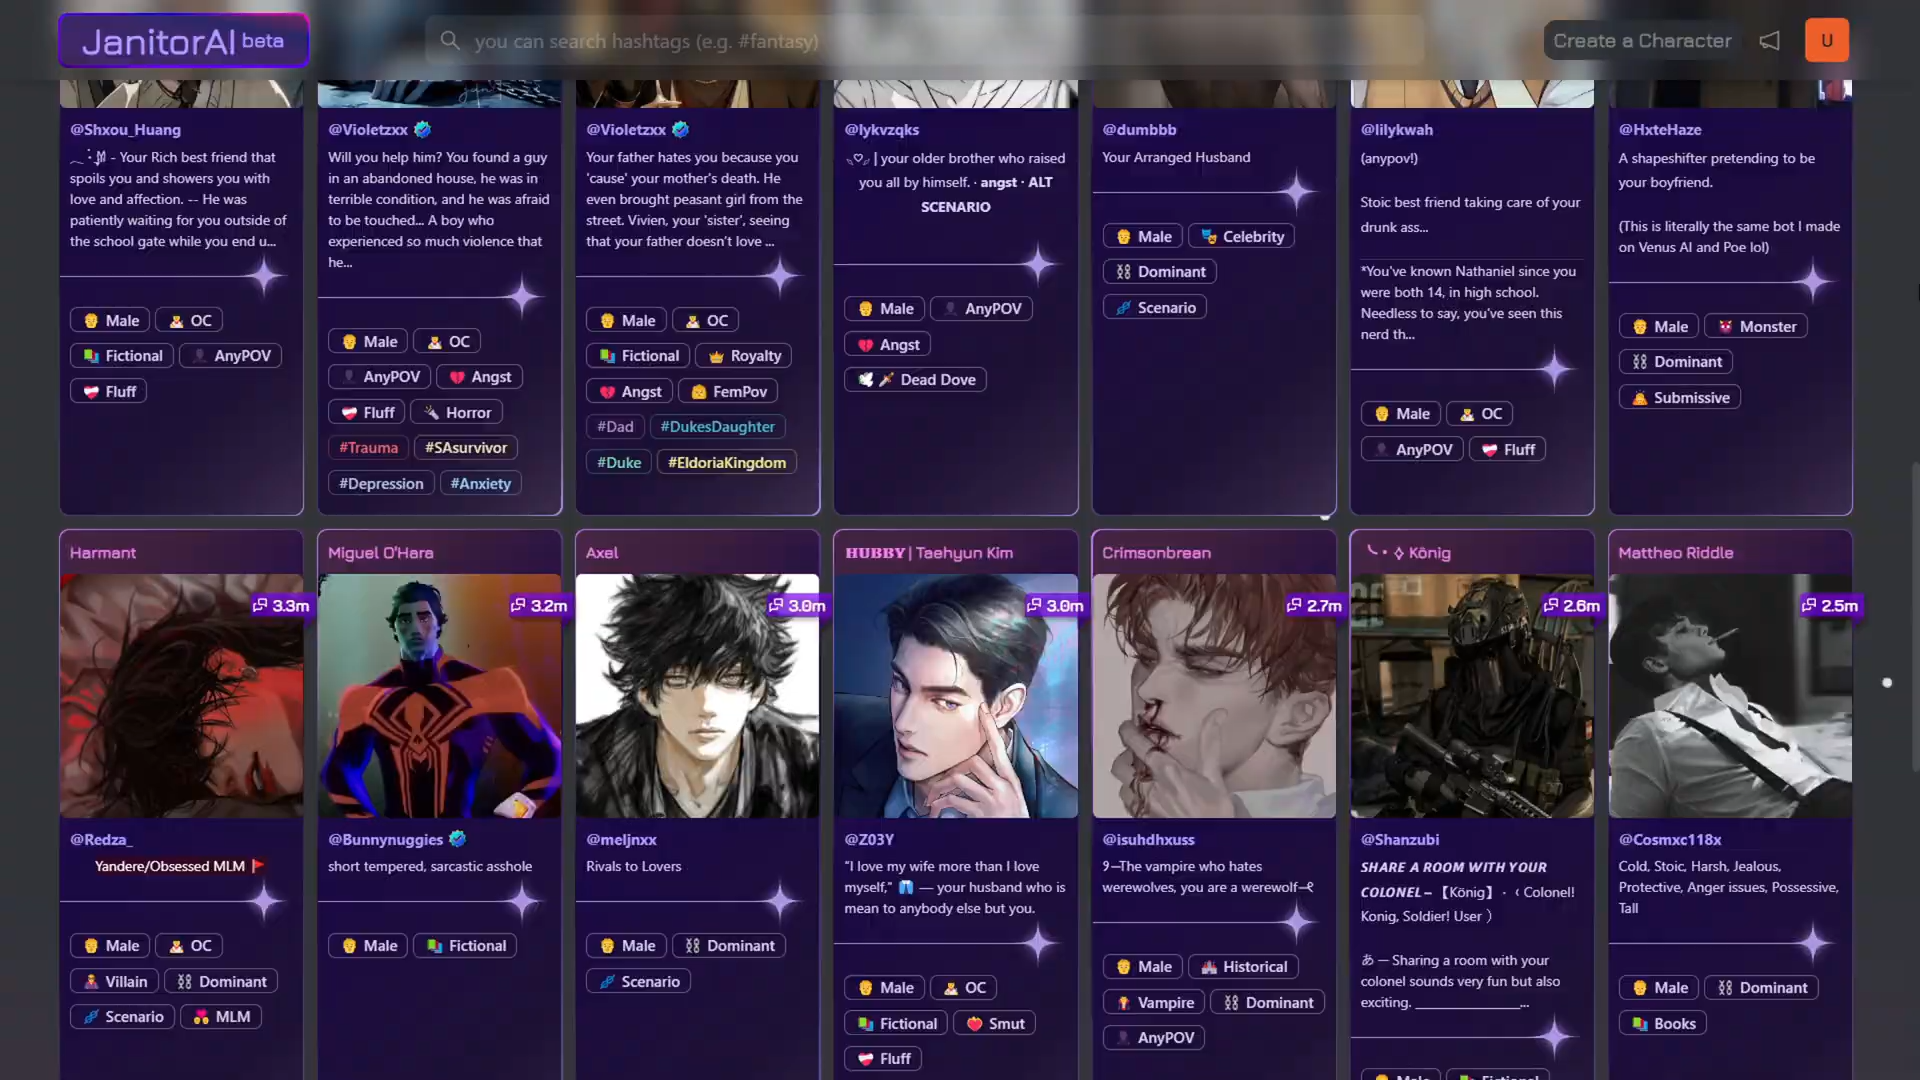 JanitorAI beta
you can search hashtags (e.g. #fantasy)
Create a Character
U
@Shxou_Huang
- Your Rich best friend that
spoils you and showers you with
love and affection. -- He was
patiently waiting for you outside of
the school gate while you end u...
Male
OC
Fictional
AnyPOV
Fluff
@Violetzxx
Will you help him? You found a guy
in an abandoned house, he was in
terrible condition, and he was afraid
to be touched... A boy who
experienced so much violence that
he...
Male
OC
AnyPOV
Angst
Fluff
Horror
#Trauma
#SAsurvivor
#Depression
#Anxiety
@Violetzxx
Your father hates you because you
'cause' your mother's death. He
even brought peasant girl from the
street. Vivien, your 'sister', seeing
that your father doesn't love ...
Male
OC
Fictional
Royalty
Angst
FemPov
#Dad
#DukesDaughter
#Duke
#EldoriaKingdom
@lykvzqks
| your older brother who raised
you all by himself. · angst · ALT
SCENARIO
Male
AnyPOV
Angst
Dead Dove
@dumbbb
Your Arranged Husband
Male
Celebrity
Dominant
Scenario
@lilykwah
(anypov!)
Stoic best friend taking care of your
drunk ass...
*You've known Nathaniel since you
were both 14, in high school.
Needless to say, you've seen this
nerd th...
Male
OC
AnyPOV
Fluff
@HxteHaze
A shapeshifter pretending to be
your boyfriend.
(This is literally the same bot I made
on Venus AI and Poe lol)
Male
Monster
Dominant
Submissive
Harmant
3.3m
@Redza_
Yandere/Obsessed MLM
Male
OC
Villain
Dominant
Scenario
MLM
Miguel O'Hara
3.2m
@Bunnynuggies
short tempered, sarcastic asshole
Male
Fictional
Axel
3.0m
@meljnxx
Rivals to Lovers
Male
Dominant
Scenario
HUBBY | Taehyun Kim
3.0m
@Z03Y
"I love my wife more than I love
myself," — your husband who is
mean to anybody else but you.
Male
OC
Fictional
Smut
Fluff
Crimsonbrean
2.7m
@isuhdhxuss
୨—The vampire who hates
werewolves, you are a werewolf—୧
Male
Historical
Vampire
Dominant
AnyPOV
König
2.6m
@Shanzubi
SHARE A ROOM WITH YOUR
COLONEL – 【König】 · ( Colonel!
Konig, Soldier! User )
あ — Sharing a room with your
colonel sounds very fun but also
exciting. ________________...
Male
Fictional
Mattheo Riddle
2.5m
@Cosmxc118x
Cold, Stoic, Harsh, Jealous,
Protective, Anger issues, Possessive,
Tall
Male
Dominant
Books